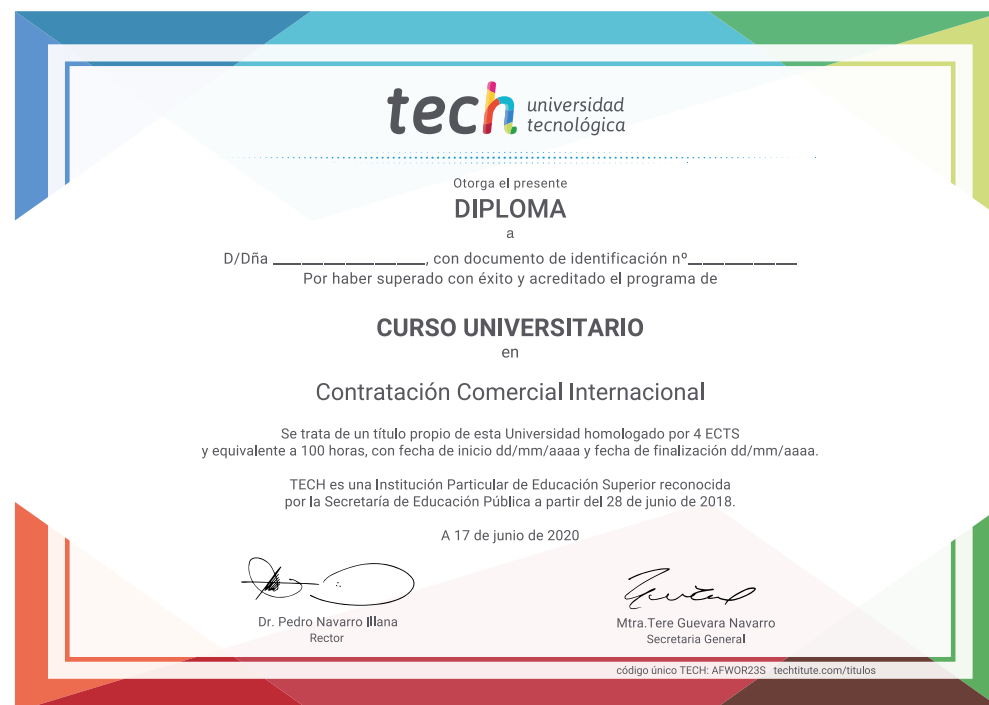 tech universidad
tecnológica
Otorga el presente
DIPLOMA
a
D/Dña ____________________, con documento de identificación nº______________
Por haber superado con éxito y acreditado el programa de
CURSO UNIVERSITARIO
en
Contratación Comercial Internacional
Se trata de un título propio de esta Universidad homologado por 4 ECTS
y equivalente a 100 horas, con fecha de inicio dd/mm/aaaa y fecha de finalización dd/mm/aaaa.
TECH es una Institución Particular de Educación Superior reconocida
por la Secretaría de Educación Pública a partir del 28 de junio de 2018.
A 17 de junio de 2020
Dr. Pedro Navarro Illana
Rector
Mtra.Tere Guevara Navarro
Secretaria General
código único TECH: AFWOR23S techtitute.com/titulos